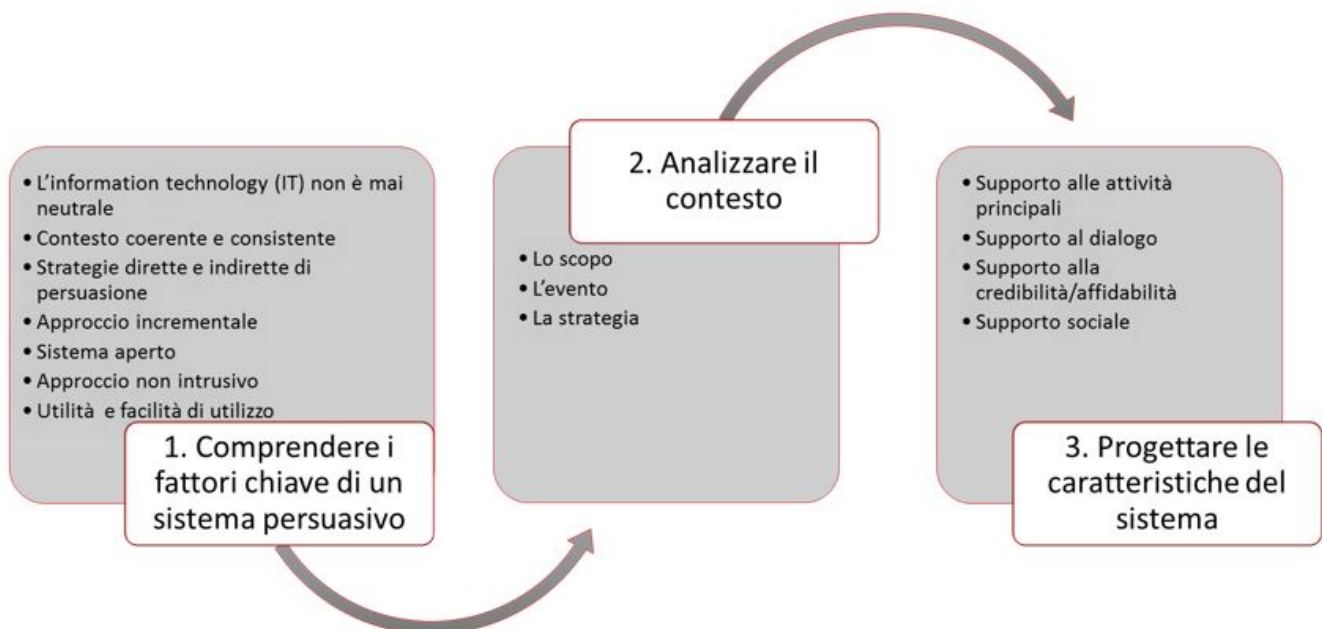 • L'information technology (IT) non è mai
neutrale
• Contesto coerente e consistente
• Strategie dirette e indirette di
persuasione
• Approccio incrementale
• Sistema aperto
• Approccio non intrusivo
• Utilità e facilità di utilizzo
1. Comprendere i
fattori chiave di un
sistema persuasivo
2. Analizzare il
contesto
• Lo scopo
• L'evento
• La strategia
• Supporto alle attività
principali
• Supporto al dialogo
• Supporto alla
credibilità/affidabilità
• Supporto sociale
3. Progettare le
caratteristiche del
sistema